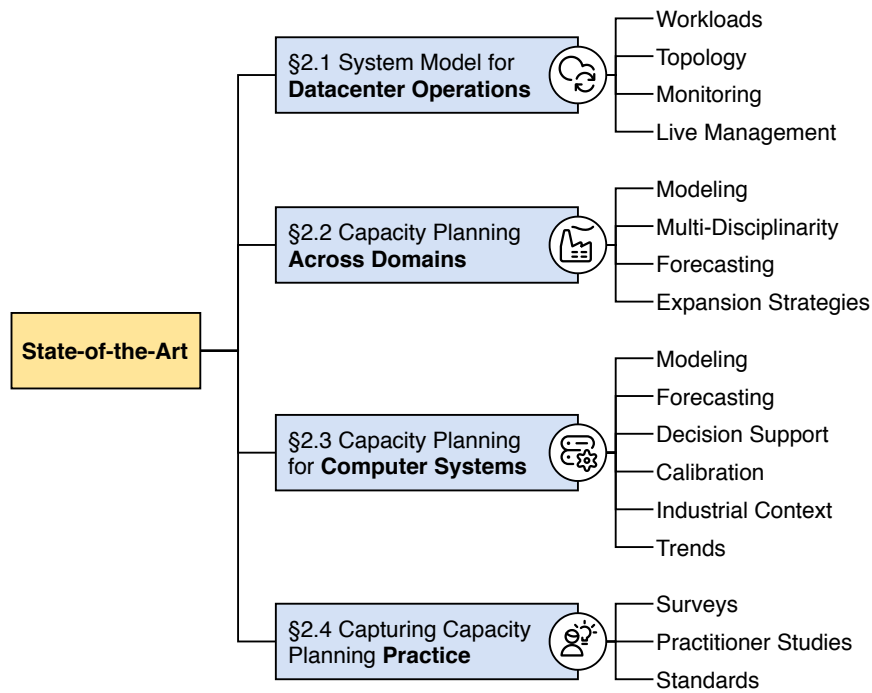 State-of-the-Art
§2.1 System Model for
Datacenter Operations
Workloads
Topology
Monitoring
Live Management
§2.2 Capacity Planning
Across Domains
Modeling
Multi-Disciplinarity
Forecasting
Expansion Strategies
§2.3 Capacity Planning
for Computer Systems
Modeling
Forecasting
Decision Support
Calibration
Industrial Context
Trends
§2.4 Capturing Capacity
Planning Practice
Surveys
Practitioner Studies
Standards